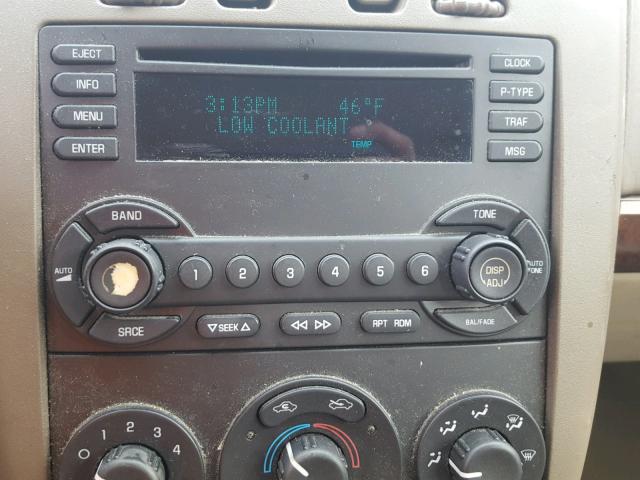 EJECT
INFO
MENU
ENTER
3:13PM 46°F
LOW COOLANT
TEMP
CLOCK
P-TYPE
TRAF
MSG
BAND
TONE
AUTO
1 2 3 4 5 6
DISP
ADJ
AUTO
TONE
SRCE
SEEK
RPT RDM
BAL/FADE
0 1 2 3 4